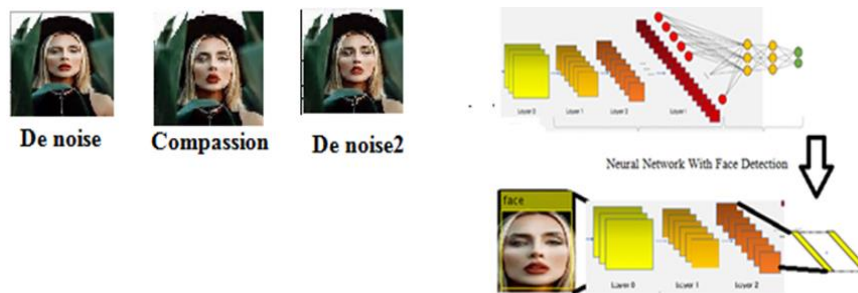 De noise
Compassion
De noise2
Layer 0
Layer 1
Layer 2
Layer i
Neural Network With Face Detection
face
Layer 0
Layer 1
Layer 2